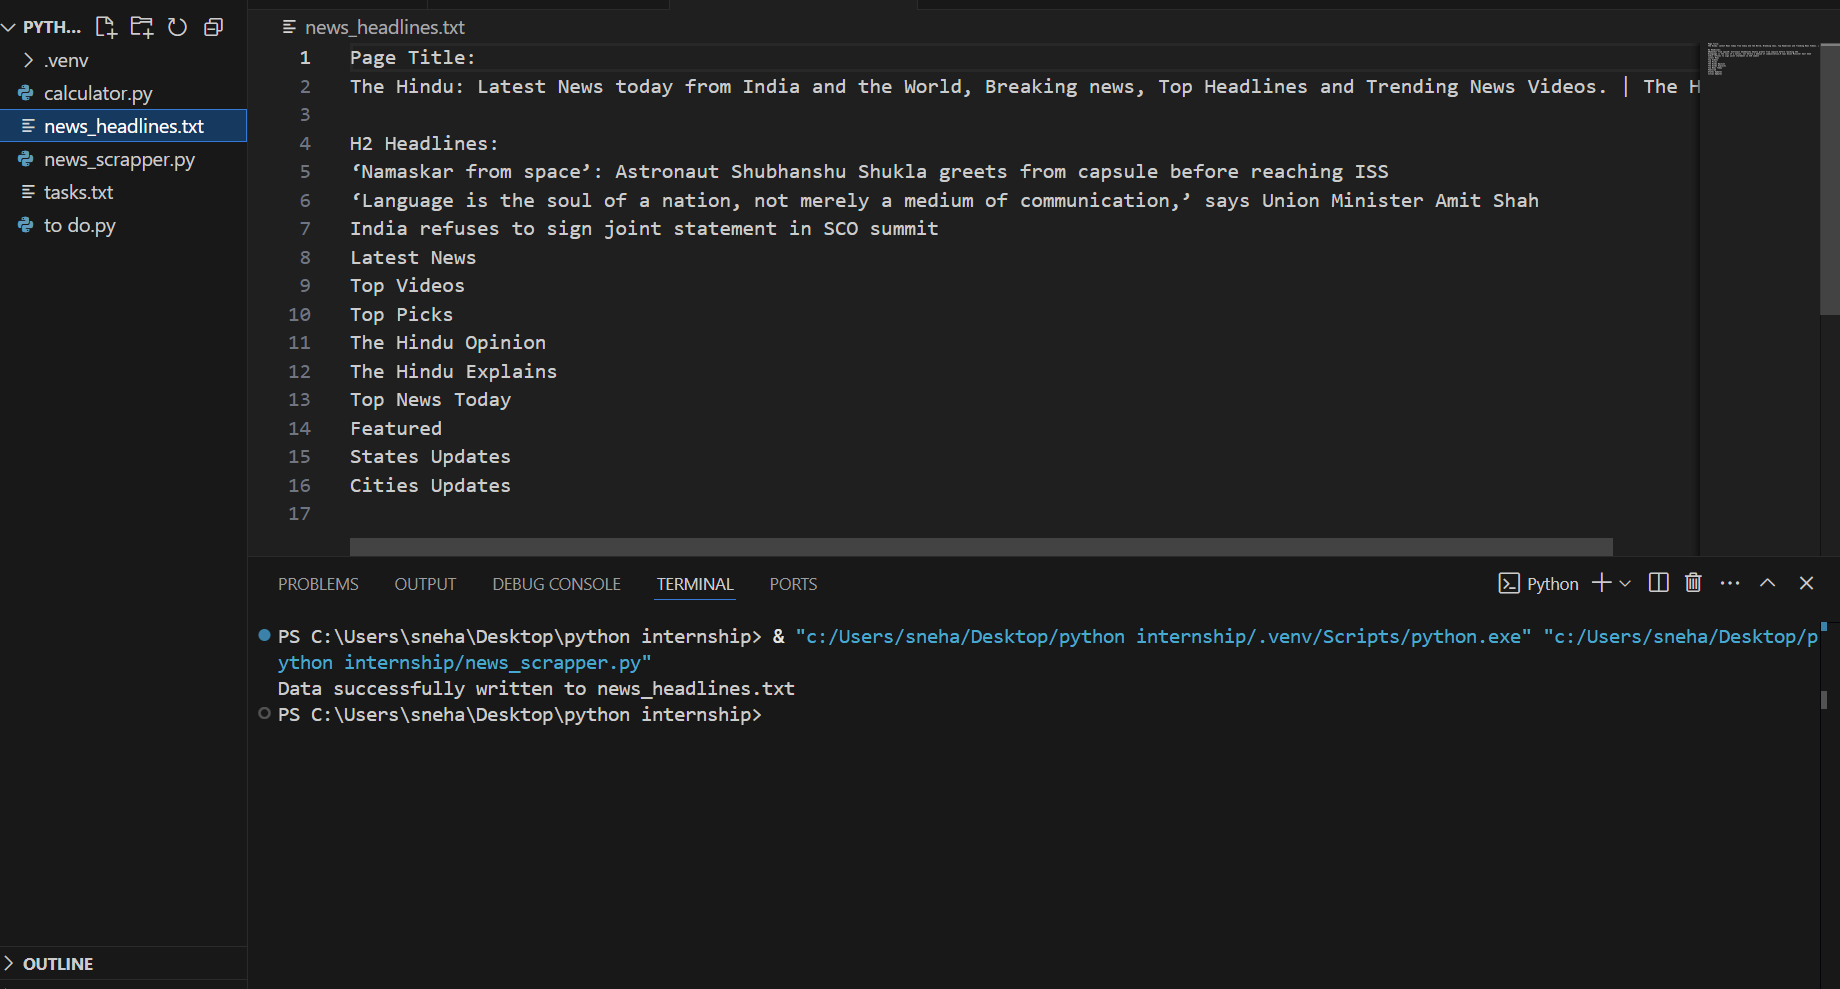 PYTH...
.venv
calculator.py
news_headlines.txt
news_scrapper.py
tasks.txt
to do.py
OUTLINE
news_headlines.txt
1 Page Title:
2 The Hindu: Latest News today from India and the World, Breaking news, Top Headlines and Trending News Videos. | The H
3
4 H2 Headlines:
5 ‘Namaskar from space’: Astronaut Shubhanshu Shukla greets from capsule before reaching ISS
6 ‘Language is the soul of a nation, not merely a medium of communication,’ says Union Minister Amit Shah
7 India refuses to sign joint statement in SCO summit
8 Latest News
9 Top Videos
10 Top Picks
11 The Hindu Opinion
12 The Hindu Explains
13 Top News Today
14 Featured
15 States Updates
16 Cities Updates
17
PROBLEMS OUTPUT DEBUG CONSOLE TERMINAL PORTS Python
PS C:\Users\sneha\Desktop\python internship> & "c:/Users/sneha/Desktop/python internship/.venv/Scripts/python.exe" "c:/Users/sneha/Desktop/p
ython internship/news_scrapper.py"
Data successfully written to news_headlines.txt
PS C:\Users\sneha\Desktop\python internship>